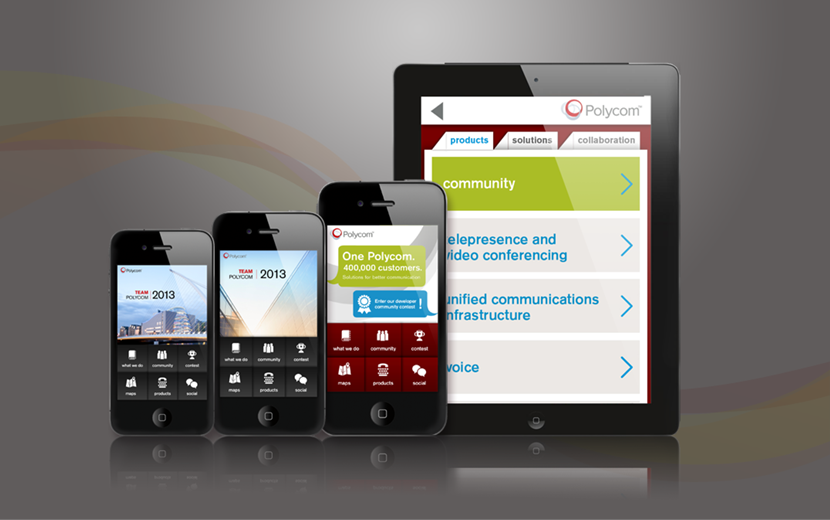 Polycom
TEAM
POLYCOM
2013
what we do
community
contest
maps
products
social
Polycom
TEAM
POLYCOM
2013
what we do
community
contest
maps
products
social
Polycom
One Polycom.
400,000 customers.
Solutions for better communication
Enter our developer
community contest
!
what we do
community
contest
maps
products
social
Polycom™
products
solutions
collaboration
community
elepresence and
video conferencing
unified communications
infrastructure
voice